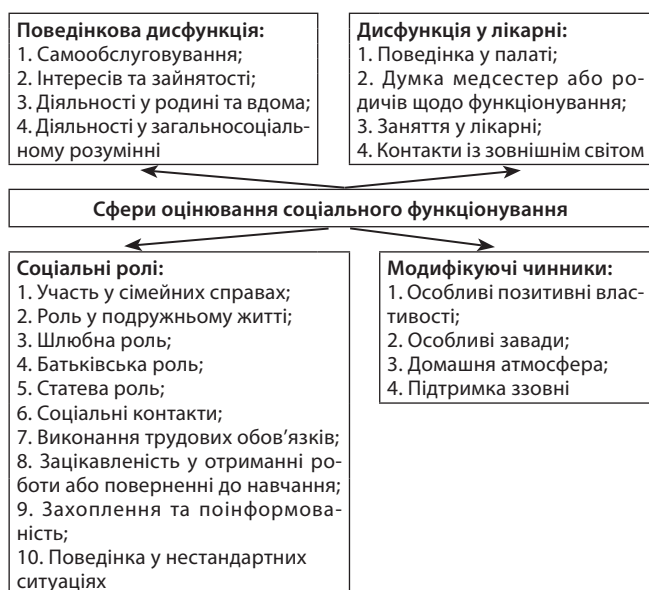 Поведінкова дисфункція:
1. Самообслуговування;
2. Інтересів та зайнятості;
3. Діяльності у родині та вдома;
4. Діяльності у загальносоціаль-
ному розумінні
Дисфункція у лікарні:
1. Поведінка у палаті;
2. Думка медсестер або ро-
дичів щодо функціонування;
3. Заняття у лікарні;
4. Контакти із зовнішнім світом
Сфери оцінювання соціального функціонування
Соціальні ролі:
1. Участь у сімейних справах;
2. Роль у подружньому житті;
3. Шлюбна роль;
4. Батьківська роль;
5. Статева роль;
6. Соціальні контакти;
7. Виконання трудових обов’язків;
8. Зацікавленість у отриманні ро-
боти або поверненні до навчання;
9. Захоплення та поінформова-
ність;
10. Поведінка у нестандартних
ситуаціях
Модифікуючі чинники:
1. Особливі позитивні влас-
тивості;
2. Особливі завади;
3. Домашня атмосфера;
4. Підтримка ззовні